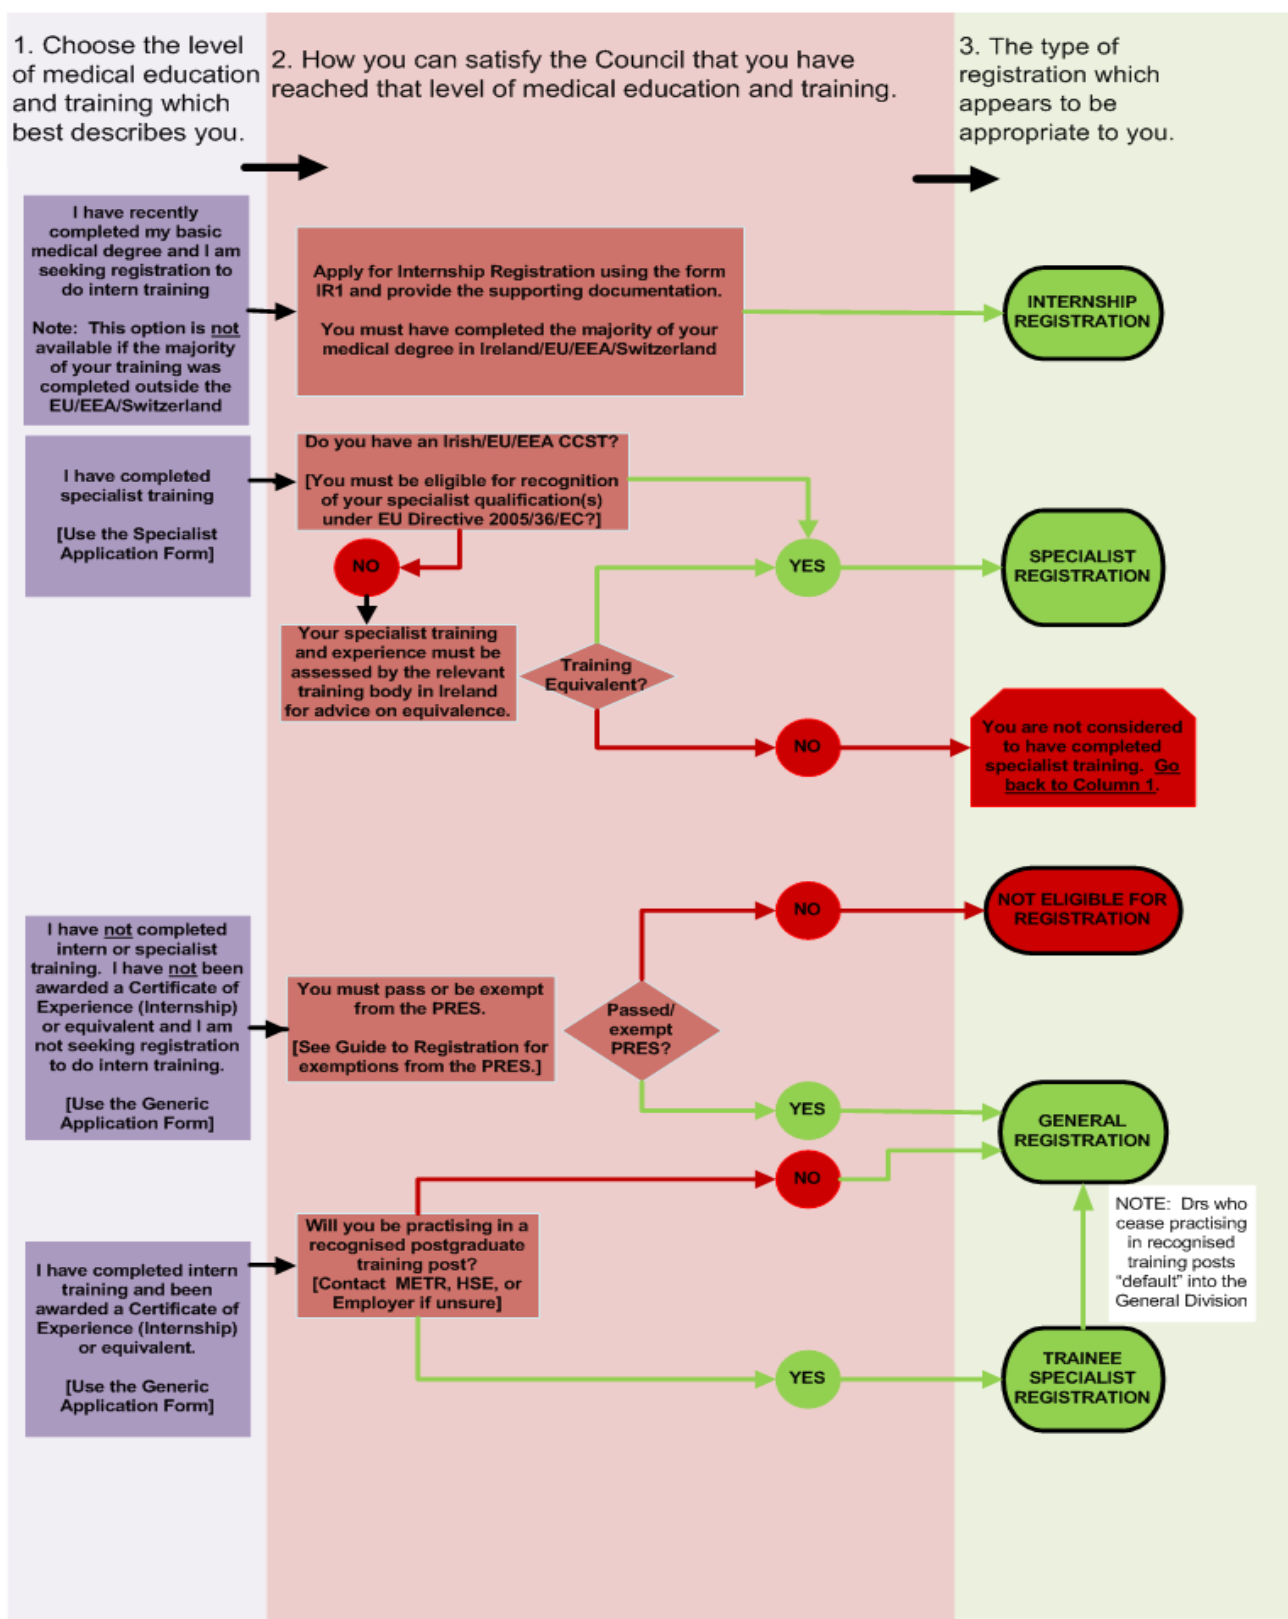 1. Choose the level
of medical education
and training which
best describes you.
2. How you can satisfy the Council that you have
reached that level of medical education and training.
3. The type of
registration which
appears to be
appropriate to you.
I have recently
completed my basic
medical degree and I am
seeking registration to
do intern training
Note: This option is not
available if the majority
of your training was
completed outside the
EU/EEA/Switzerland
Apply for Internship Registration using the form
IR1 and provide the supporting documentation.
You must have completed the majority of your
medical degree in Ireland/EU/EEA/Switzerland
INTERNSHIP
REGISTRATION
I have completed
specialist training
[Use the Specialist
Application Form]
Do you have an Irish/EU/EEA CCST?
[You must be eligible for recognition
of your specialist qualification(s)
under EU Directive 2005/36/EC?]
NO
YES
SPECIALIST
REGISTRATION
Your specialist training
and experience must be
assessed by the relevant
training body in Ireland
for advice on equivalence.
Training
Equivalent?
NO
You are not considered
to have completed
specialist training. Go
back to Column 1.
I have not completed
intern or specialist
training. I have not been
awarded a Certificate of
Experience (Internship)
or equivalent and I am
not seeking registration
to do intern training.
[Use the Generic
Application Form]
You must pass or be exempt
from the PRES.
[See Guide to Registration for
exemptions from the PRES.]
Passed/
exempt
PRES?
NO
NOT ELIGIBLE FOR
REGISTRATION
YES
GENERAL
REGISTRATION
NO
I have completed intern
training and been
awarded a Certificate of
Experience (Internship)
or equivalent.
[Use the Generic
Application Form]
Will you be practising in a
recognised postgraduate
training post?
[Contact METR, HSE, or
Employer if unsure]
NOTE: Drs who
cease practising
in recognised
training posts
“default” into the
General Division
YES
TRAINEE
SPECIALIST
REGISTRATION